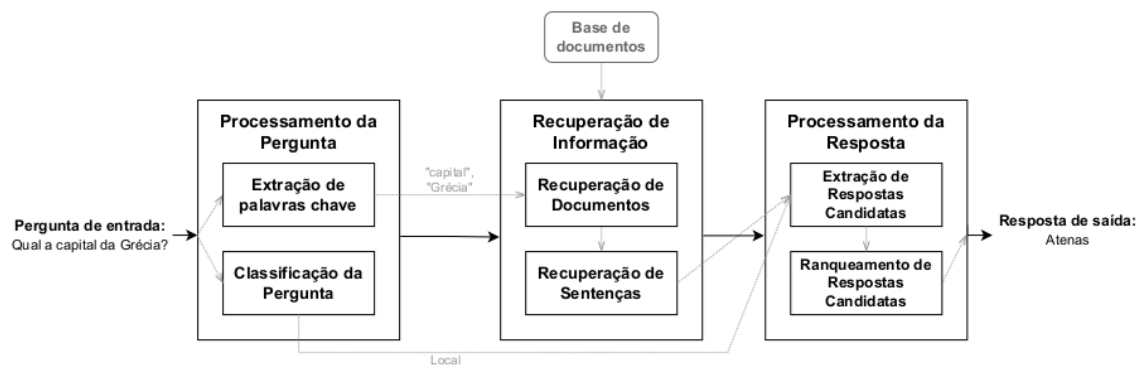 Base de
documentos
Processamento da
Pergunta
Extração de
palavras chave
Classificação da
Pergunta
"capital",
"Grécia"
Recuperação de
Informação
Recuperação de
Documentos
Recuperação de
Sentenças
Processamento da
Resposta
Extração de
Respostas
Candidatas
Ranqueamento de
Respostas
Candidatas
Pergunta de entrada:
Qual a capital da Grécia?
Resposta de saída:
Atenas
Local